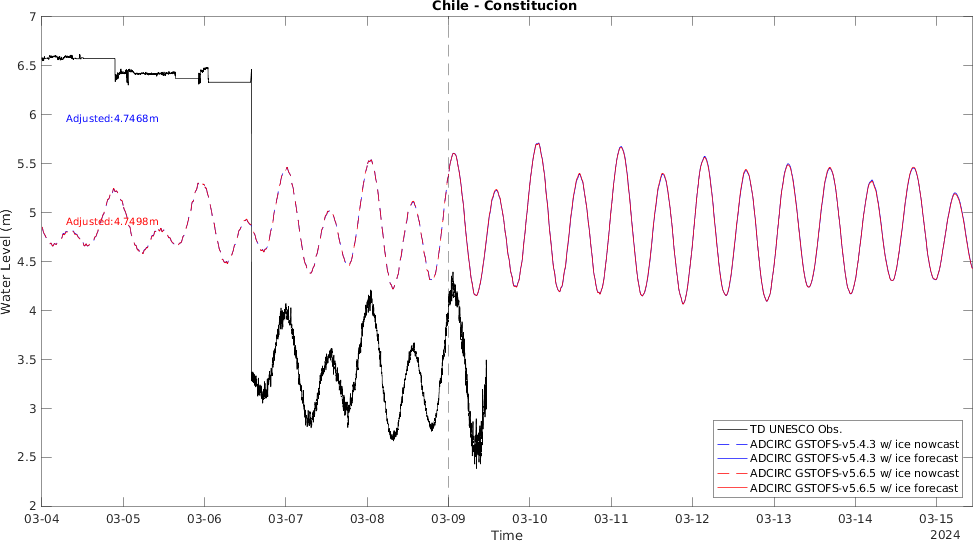 Chile - Constitucion
7
6.5
6
5.5
5
4.5
4
3.5
3
2.5
2
Water Level (m)
Adjusted:4.7468m
Adjusted:4.7498m
TD UNESCO Obs.
ADCIRC GSTOFS-v5.4.3 w/ ice nowcast
ADCIRC GSTOFS-v5.4.3 w/ ice forecast
ADCIRC GSTOFS-v5.6.5 w/ ice nowcast
ADCIRC GSTOFS-v5.6.5 w/ ice forecast
03-04 03-05 03-06 03-07 03-08 03-09 03-10 03-11 03-12 03-13 03-14 03-15
Time
2024